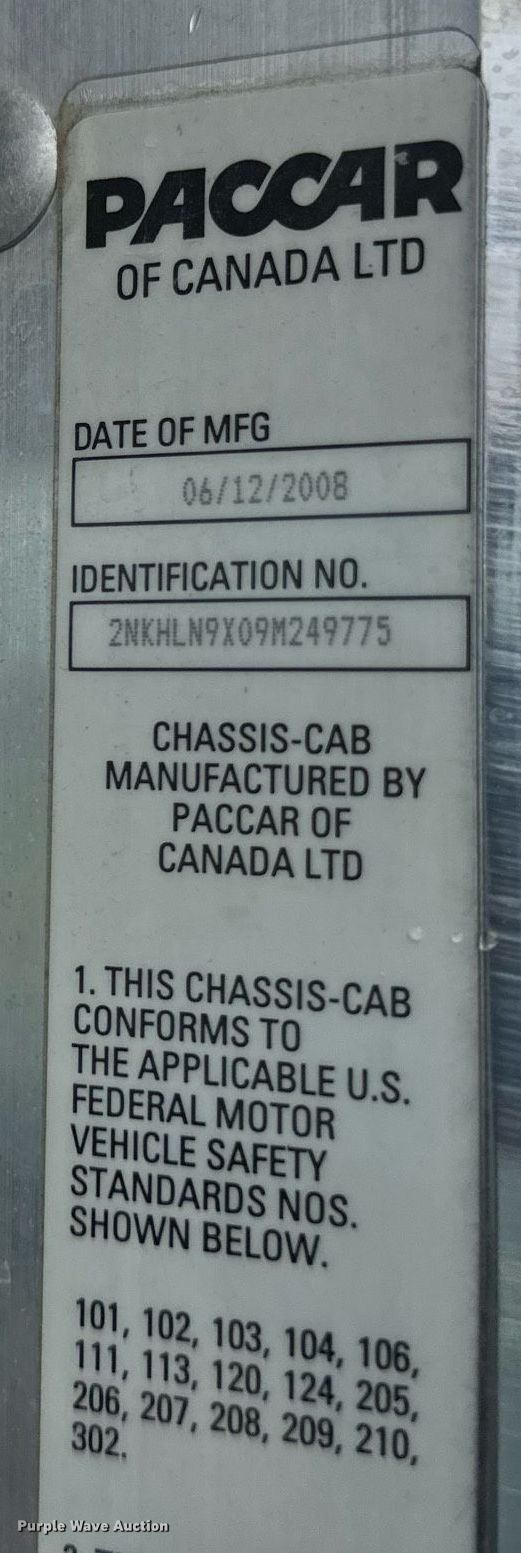 PACCAR
OF CANADA LTD
DATE OF MFG
06/12/2008
IDENTIFICATION NO.
2NKHLN9X09M249775
CHASSIS-CAB
MANUFACTURED BY
PACCAR OF
CANADA LTD
1. THIS CHASSIS-CAB
CONFORMS TO
THE APPLICABLE U.S.
FEDERAL MOTOR
VEHICLE SAFETY
STANDARDS NOS.
SHOWN BELOW.
101, 102, 103, 104, 106,
111, 113, 120, 124, 205,
206, 207, 208, 209, 210,
302.
Purple Wave Auction